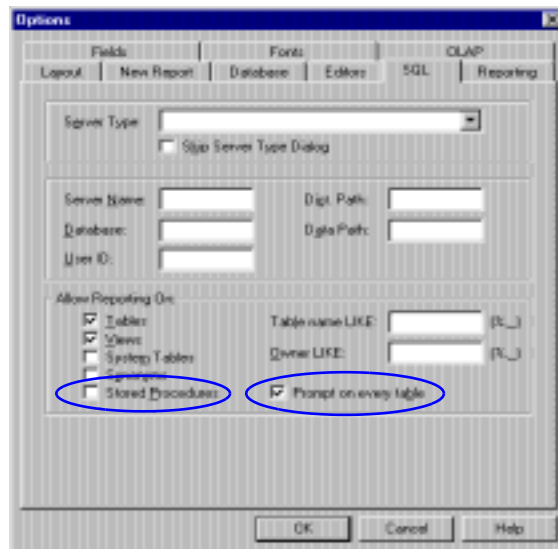 Options
Fields Fonts OLAP
Layout New Report Database Editors SQL Reporting
Server Type
Skip Server Type Dialog
Server Name: Dict. Path:
Database: Data Path:
User ID:
Allow Reporting On:
Tables Table name LIKE: (%_)
Views
System Tables Owner LIKE: (%_)
Synonyms
Stored Procedures Prompt on every table
OK Cancel Help